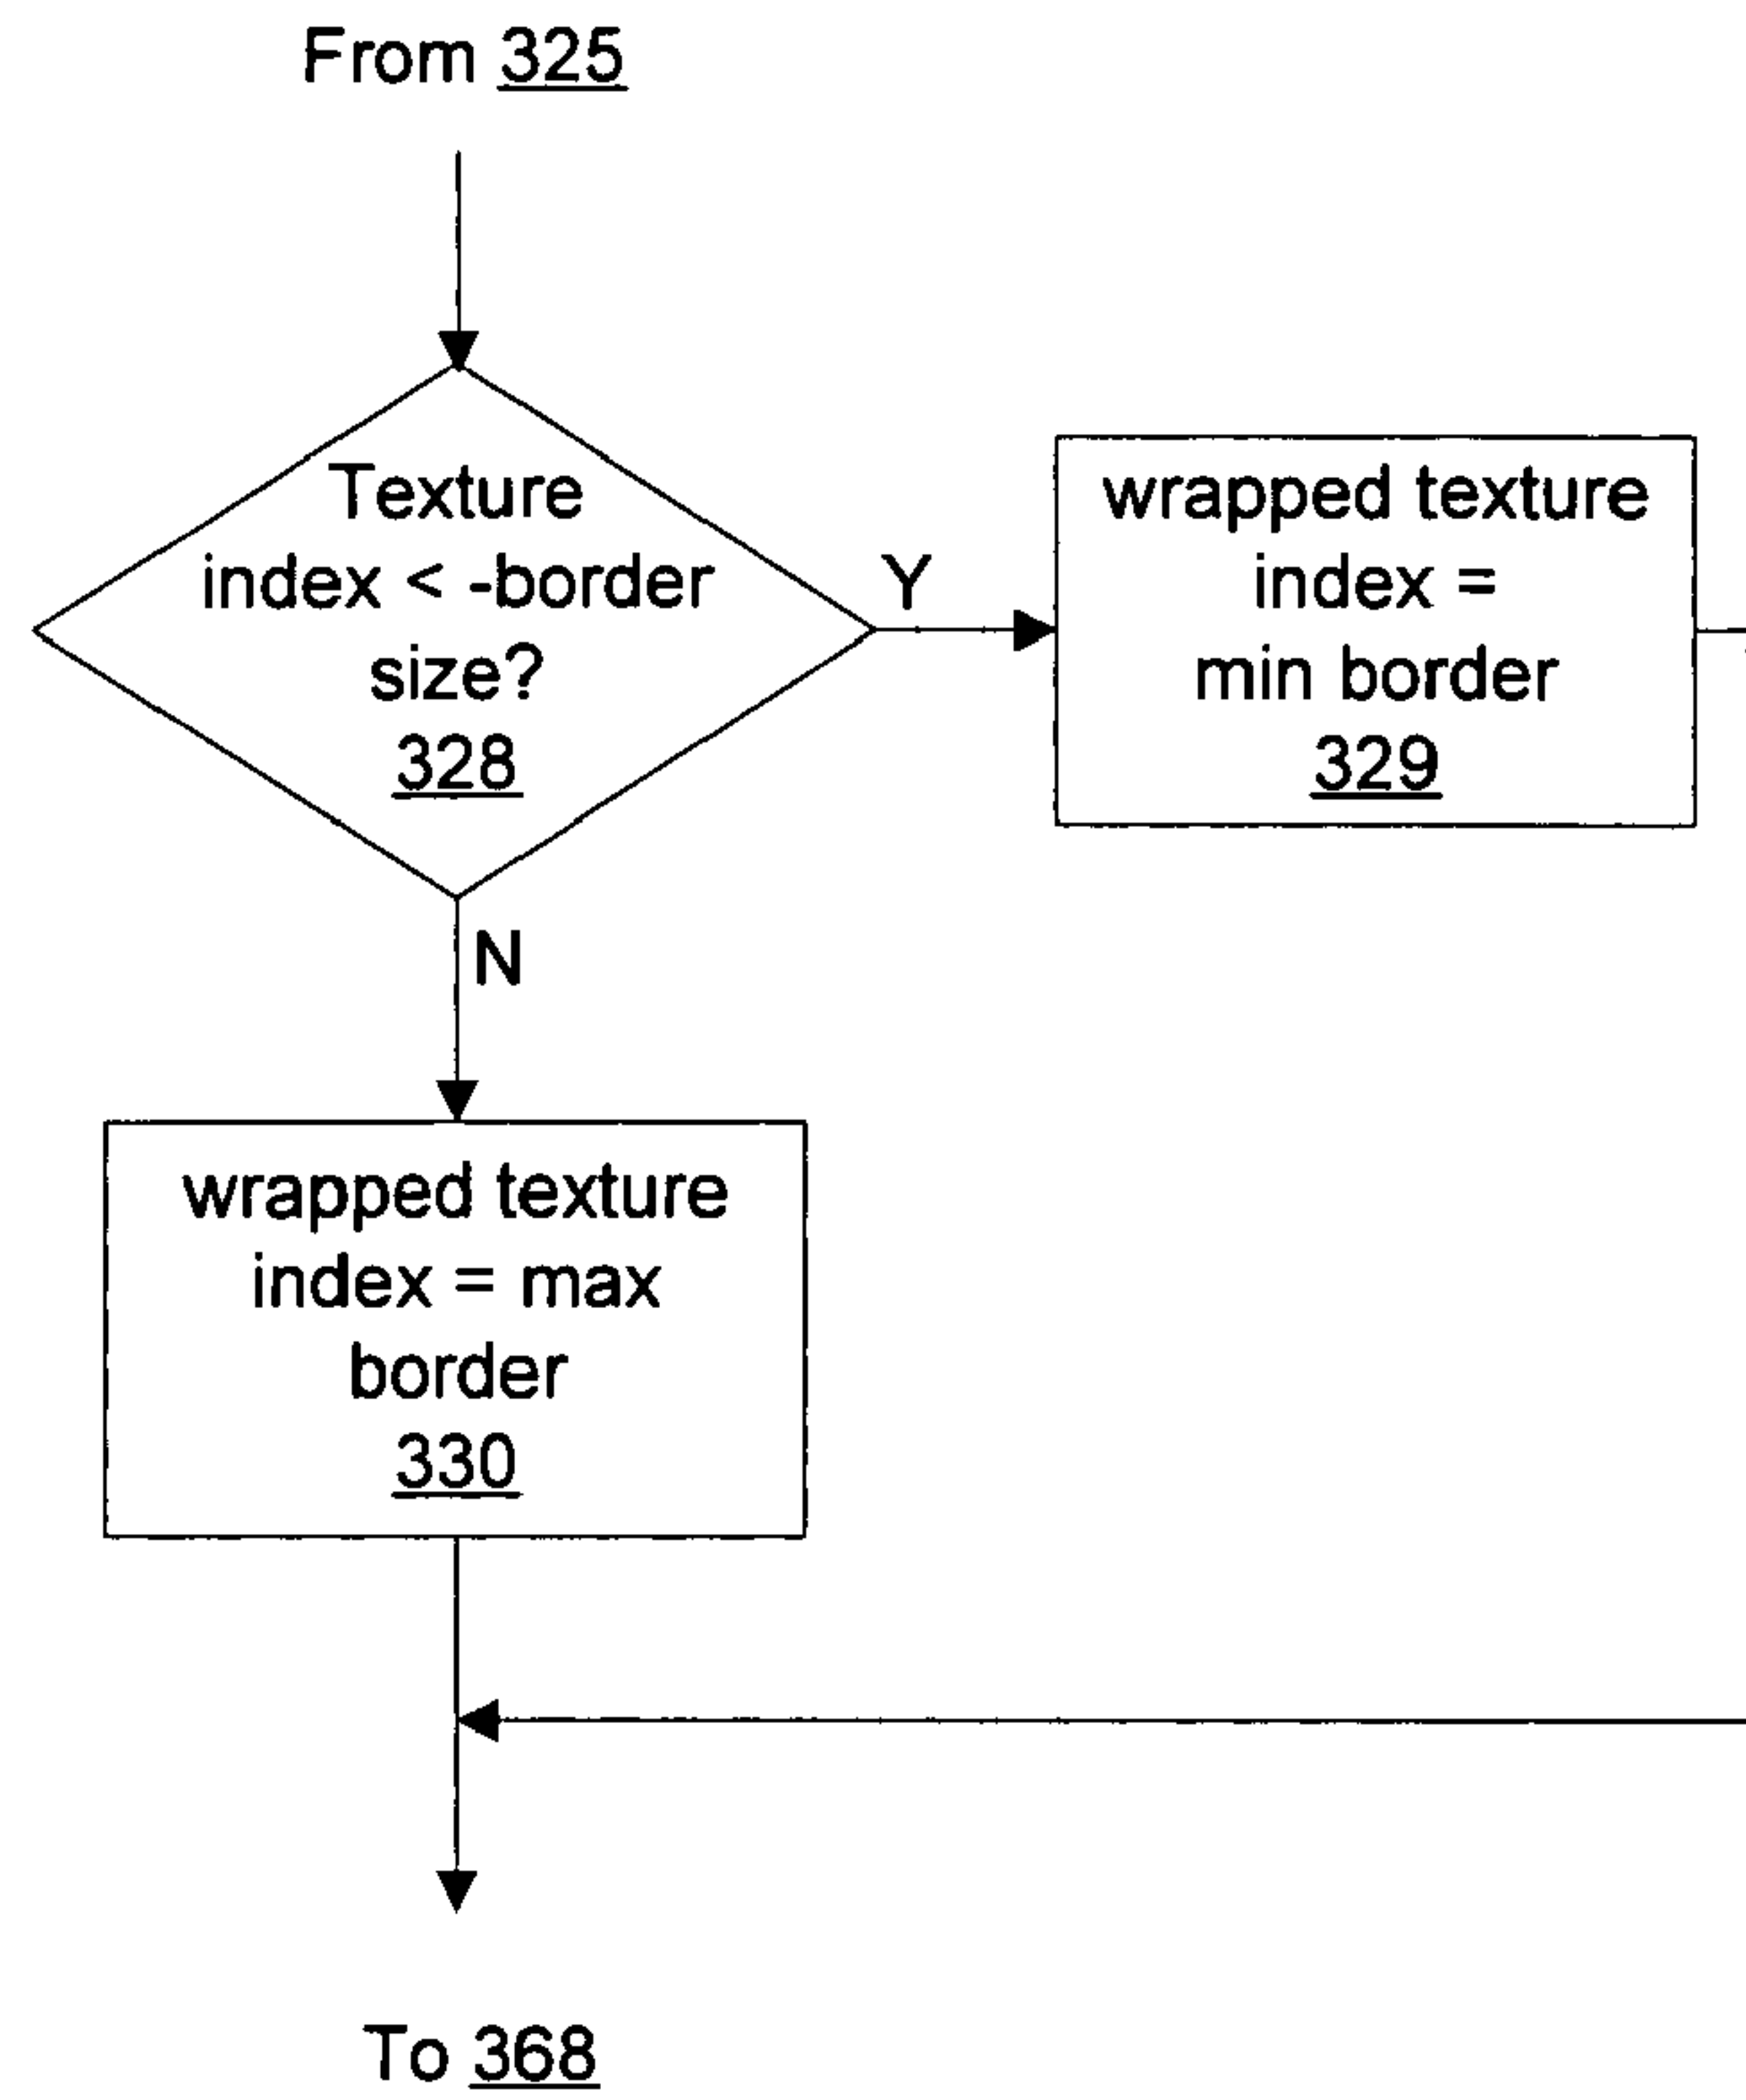 From 325
Texture
index < -border
size?
328
Y
wrapped texture
index =
min border
329
N
wrapped texture
index = max
border
330
To 368